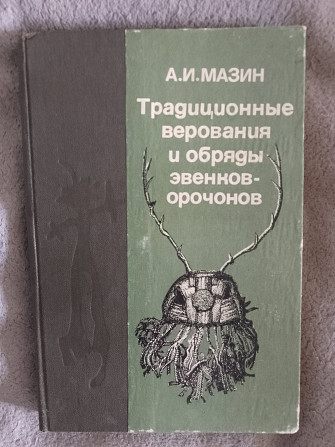 А.И.МАЗИН
Традиционные
верования
и обряды
эвенков-
орочонов